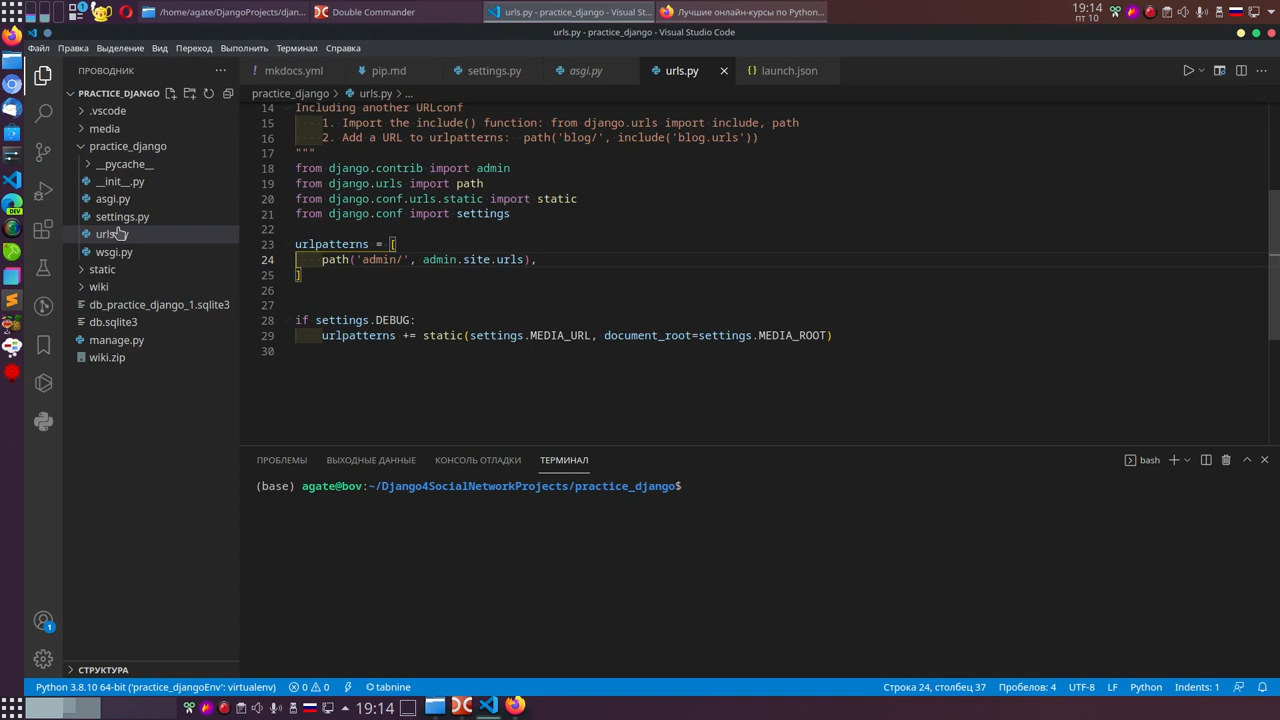 /home/agate/DjangoProjects/djan...
Double Commander
urls.py - practice_django - Visual St...
Лучшие онлайн-курсы по Python...
19:14
пт 10
urls.py - practice_django - Visual Studio Code
Файл Правка Выделение Вид Переход Выполнить Терминал Справка
ПРОВОДНИК ...
mkdocs.yml
pip.md
settings.py
asgi.py
urls.py
launch.json
PRACTICE_DJANGO
practice_django > urls.py > ...
.vscode
media
practice_django
__pycache__
__init__.py
asgi.py
settings.py
urls.py
wsgi.py
static
wiki
db_practice_django_1.sqlite3
db.sqlite3
manage.py
wiki.zip
14 Including another URLconf
15 1. Import the include() function: from django.urls import include, path
16 2. Add a URL to urlpatterns: path('blog/', include('blog.urls'))
17 """
18 from django.contrib import admin
19 from django.urls import path
20 from django.conf.urls.static import static
21 from django.conf import settings
22
23 urlpatterns = [
24 path('admin/', admin.site.urls),
25 ]
26
27
28 if settings.DEBUG:
29 urlpatterns += static(settings.MEDIA_URL, document_root=settings.MEDIA_ROOT)
30
ПРОБЛЕМЫ ВЫХОДНЫЕ ДАННЫЕ КОНСОЛЬ ОТЛАДКИ ТЕРМИНАЛ
bash
(base) agate@bov:~/Django4SocialNetworkProjects/practice_django$
DEV
1
СТРУКТУРА
Python 3.8.10 64-bit ('practice_djangoEnv': virtualenv) 0 0 tabnine
Строка 24, столбец 37 Пробелов: 4 UTF-8 LF Python Indents: 1
19:14